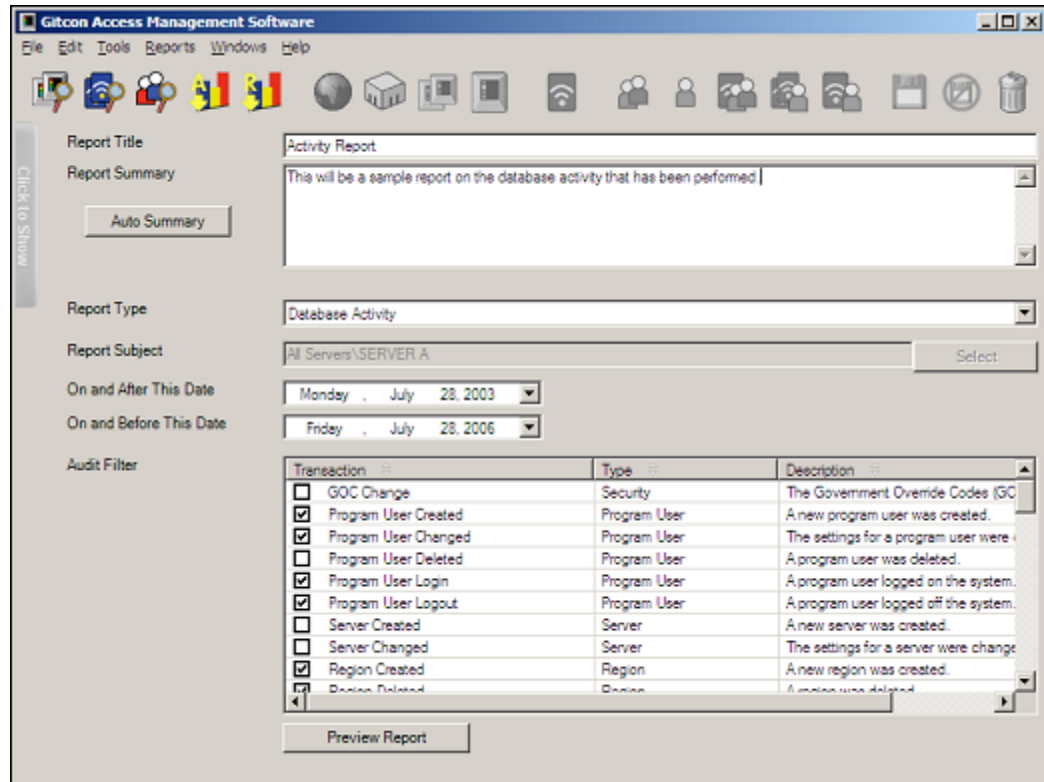 Gitcon Access Management Software
File Edit Tools Reports Windows Help
Click to Show
Report Title
Activity Report
Report Summary
This will be a sample report on the database activity that has been performed
Auto Summary
Report Type
Database Activity
Report Subject
All Servers\SERVER A
Select
On and After This Date
Monday , July 28, 2003
On and Before This Date
Friday , July 28, 2006
Audit Filter
Transaction Type Description
GOC Change Security The Government Override Codes (GO
Program User Created Program User A new program user was created.
Program User Changed Program User The settings for a program user were
Program User Deleted Program User A program user was deleted.
Program User Login Program User A program user logged on the system.
Program User Logout Program User A program user logged off the system.
Server Created Server A new server was created.
Server Changed Server The settings for a server were change
Region Created Region A new region was created.
Region Deleted Region A region was deleted
Preview Report